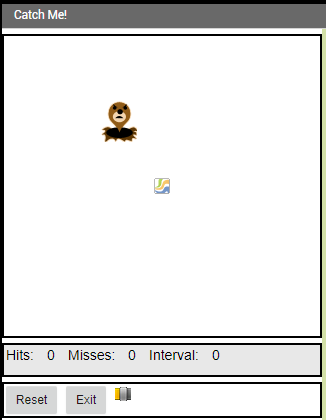 Catch Me!
Hits: 0 Misses: 0 Interval: 0
Reset Exit